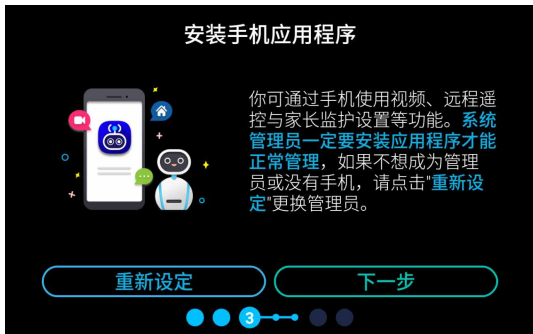 安装手机应用程序
你可通过手机使用视频、远程遥
控与家长监护设置等功能。系统
管理员一定要安装应用程序才能
正常管理，如果不想成为管理
员或没有手机，请点击"重新设
定"更换管理员。
重新设定
下一步
3